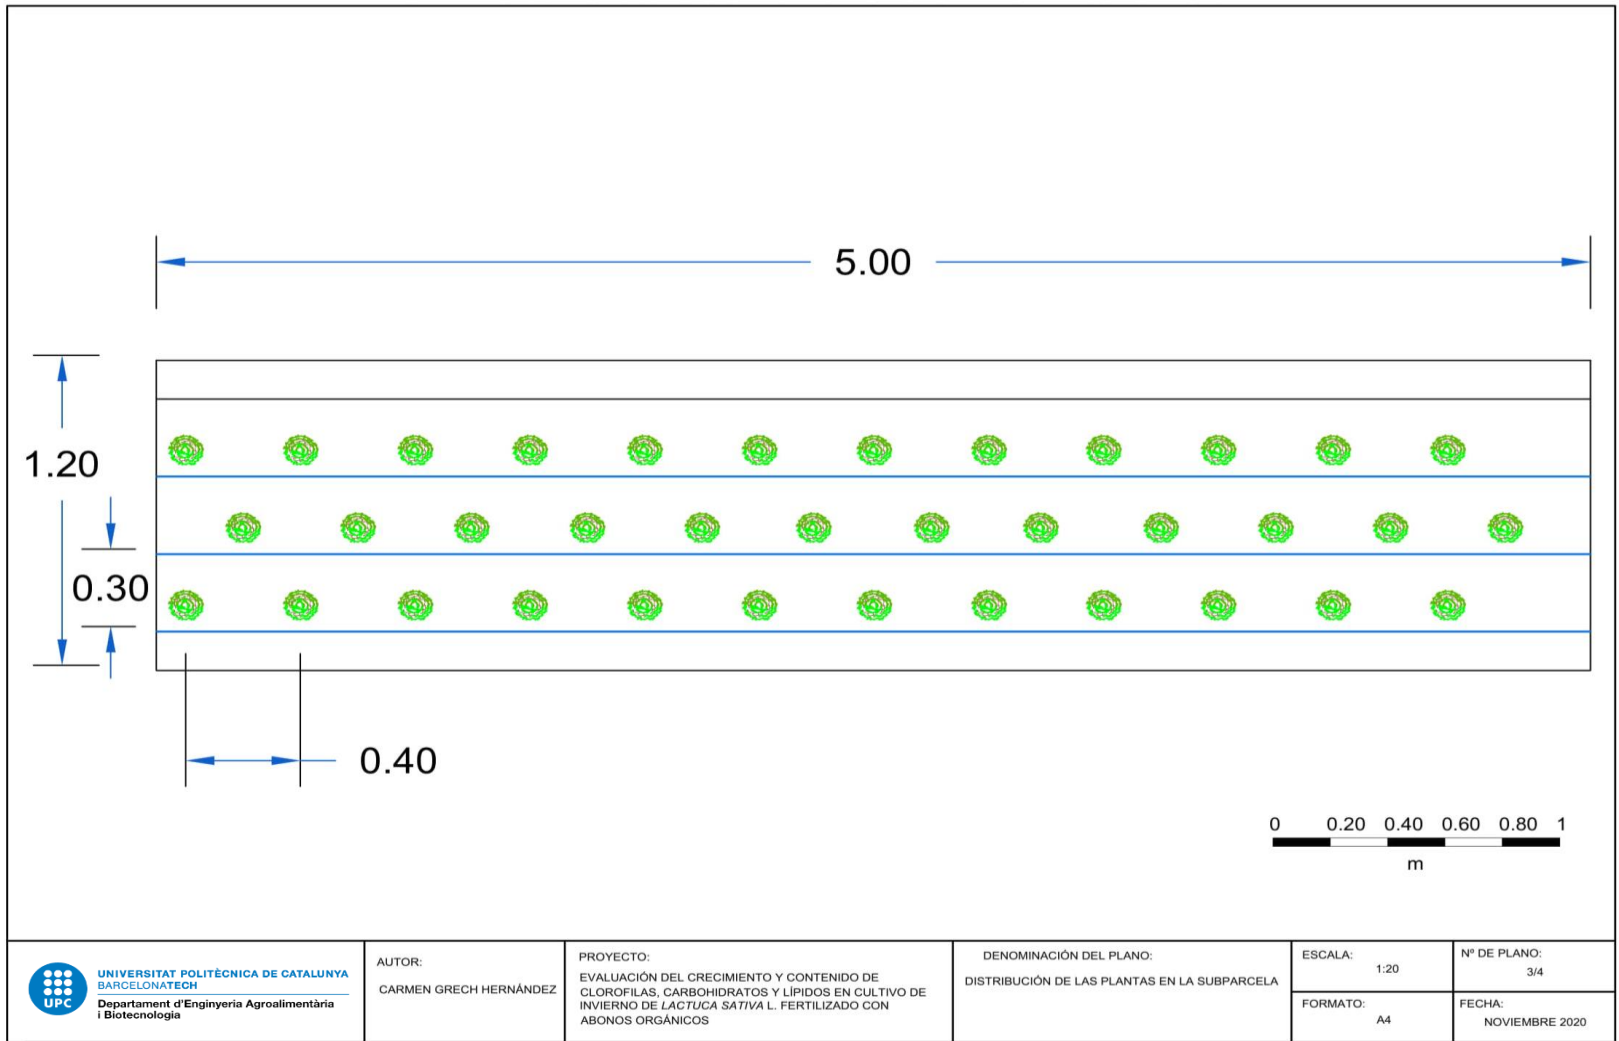 5.00
1.20
0.30
0.40
0 0.20 0.40 0.60 0.80 1
m
UPC
UNIVERSITAT POLITÈCNICA DE CATALUNYA
BARCELONATECH
Departament d'Enginyeria Agroalimentària
i Biotecnologia
AUTOR:
CARMEN GRECH HERNÁNDEZ
PROYECTO:
EVALUACIÓN DEL CRECIMIENTO Y CONTENIDO DE
CLOROFILAS, CARBOHIDRATOS Y LÍPIDOS EN CULTIVO DE
INVIERNO DE LACTUCA SATIVA L. FERTILIZADO CON
ABONOS ORGÁNICOS
DENOMINACIÓN DEL PLANO:
DISTRIBUCIÓN DE LAS PLANTAS EN LA SUBPARCELA
ESCALA:
1:20
FORMATO:
A4
Nº DE PLANO:
3/4
FECHA:
NOVIEMBRE 2020